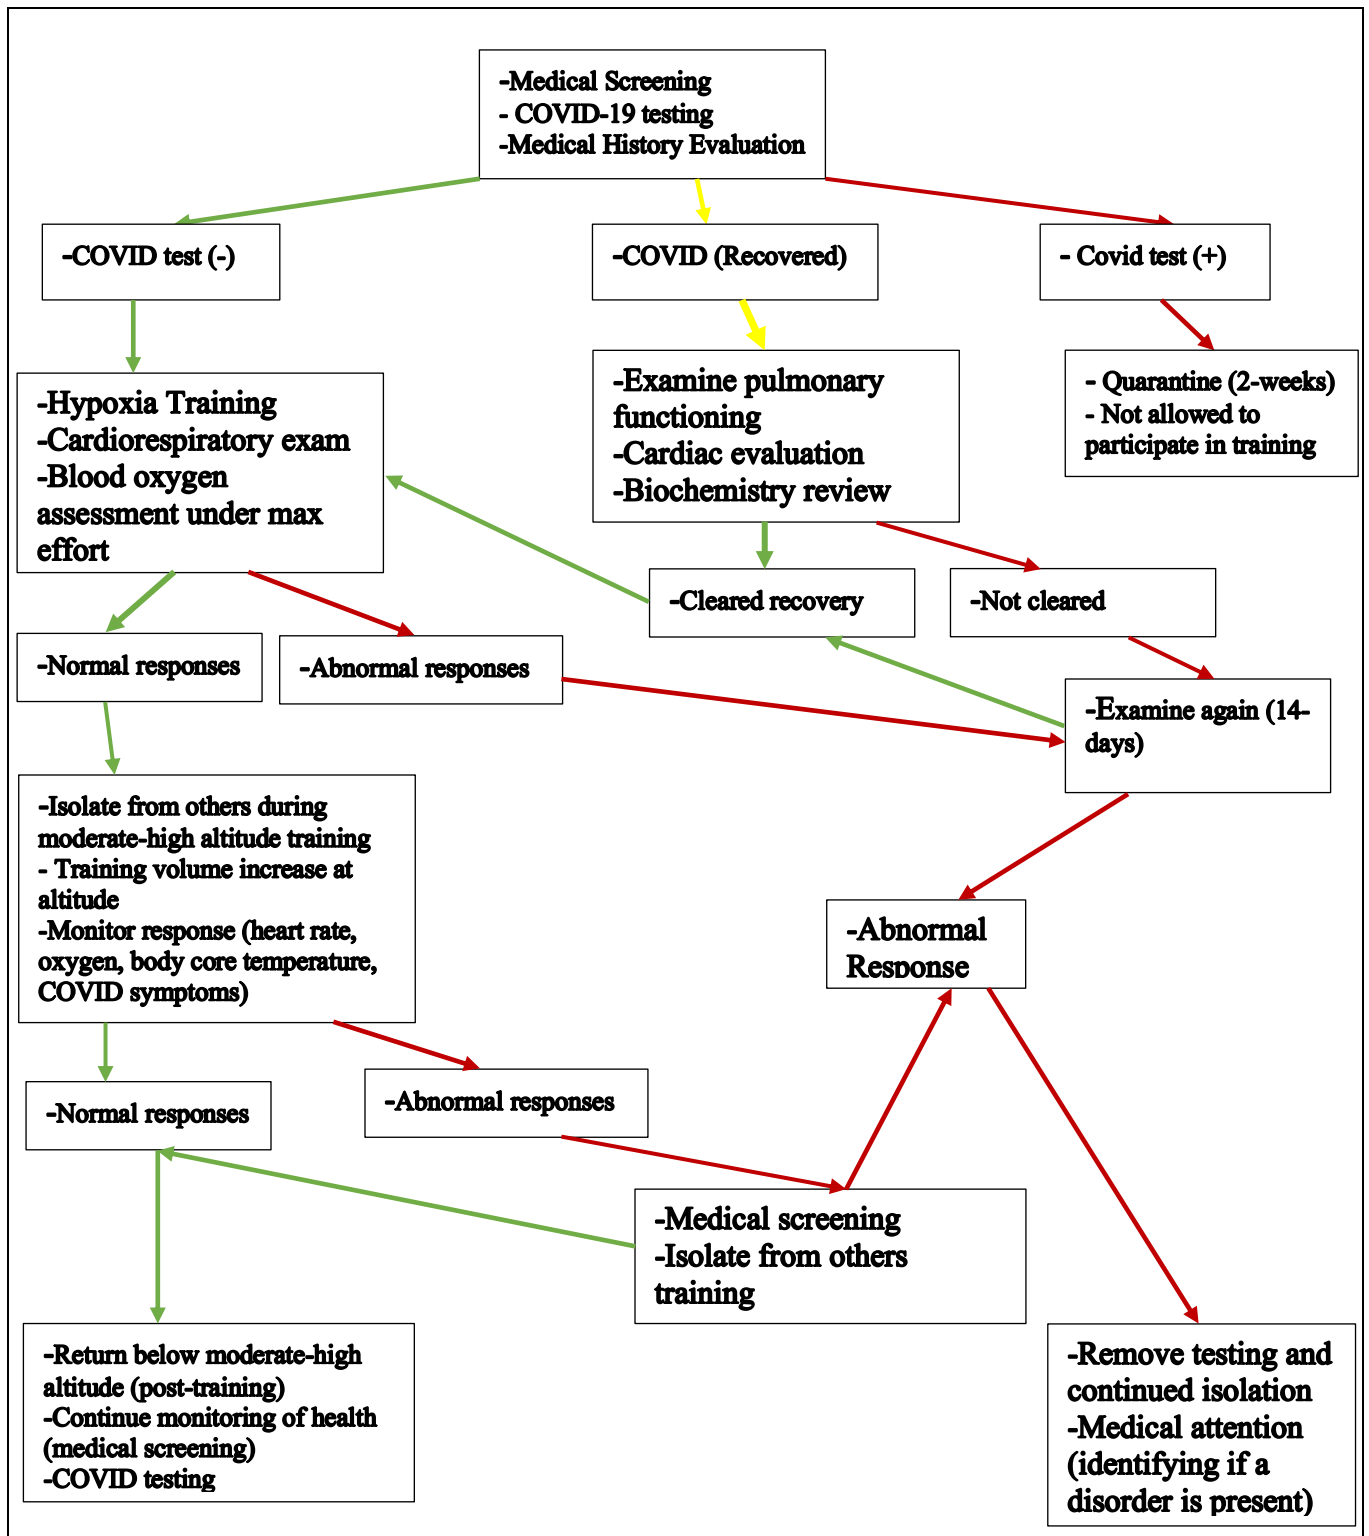 -Medical Screening
- COVID-19 testing
-Medical History Evaluation
-COVID test (-)
-COVID (Recovered)
- Covid test (+)
-Hypoxia Training
-Cardiorespiratory exam
-Blood oxygen
assessment under max
effort
-Examine pulmonary
functioning
-Cardiac evaluation
-Biochemistry review
- Quarantine (2-weeks)
- Not allowed to
participate in training
-Cleared recovery
-Not cleared
-Normal responses
-Abnormal responses
-Examine again (14-
days)
-Isolate from others during
moderate-high altitude training
- Training volume increase at
altitude
-Monitor response (heart rate,
oxygen, body core temperature,
COVID symptoms)
-Abnormal
Response
-Normal responses
-Abnormal responses
-Medical screening
-Isolate from others
training
-Return below moderate-high
altitude (post-training)
-Continue monitoring of health
(medical screening)
-COVID testing
-Remove testing and
continued isolation
-Medical attention
(identifying if a
disorder is present)